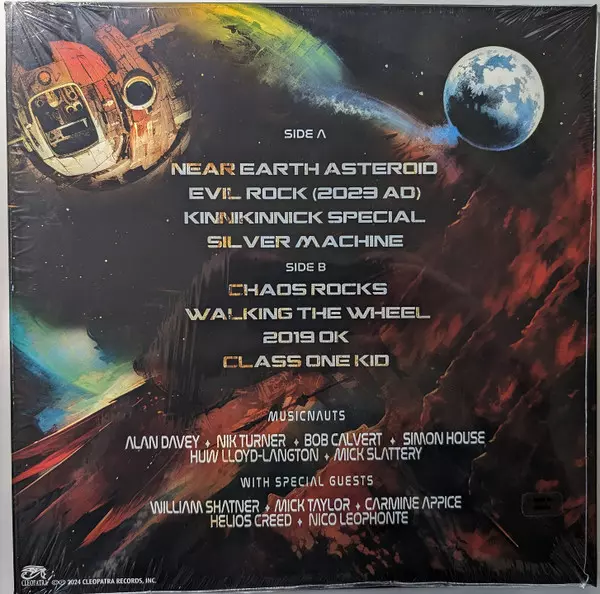 SIDE A
NEAR EARTH ASTEROID
EVIL ROCK (2023 AD)
KINNIKINNICK SPECIAL
SILVER MACHINE
SIDE B
CHAOS ROCKS
WALKING THE WHEEL
2019 OK
CLASS ONE KID
MUSICNAUTS
ALAN DAVEY + NIK TURNER + BOB CALVERT + SIMON HOUSE
HUW LLOYD-LANGTON + MICK SLATTERY
WITH SPECIAL GUESTS
WILLIAM SHATNER + MICK TAYLOR + CARMINE APPICE
HELIOS CREED + NICO LEOPHONTE
CLEOPATRA ©℗ 2024 CLEOPATRA RECORDS, INC.